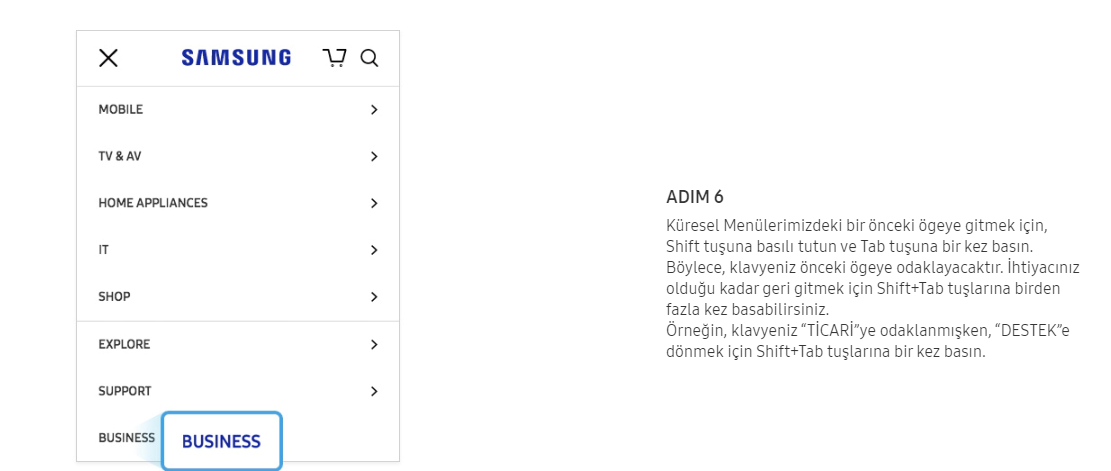 SAMSUNG
MOBILE
TV & AV
HOME APPLIANCES
IT
SHOP
EXPLORE
SUPPORT
BUSINESS
BUSINESS
ADIM 6
Küresel Menülerimizdeki bir önceki ögeye gitmek için,
Shift tuşuna basılı tutun ve Tab tuşuna bir kez basın.
Böylece, klavyeniz önceki ögeye odaklayacaktır. İhtiyacınız
olduğu kadar geri gitmek için Shift+Tab tuşlarına birden
fazla kez basabilirsiniz.
Örneğin, klavyeniz “TİCARİ”ye odaklanmışken, “DESTEK”e
dönmek için Shift+Tab tuşlarına bir kez basın.